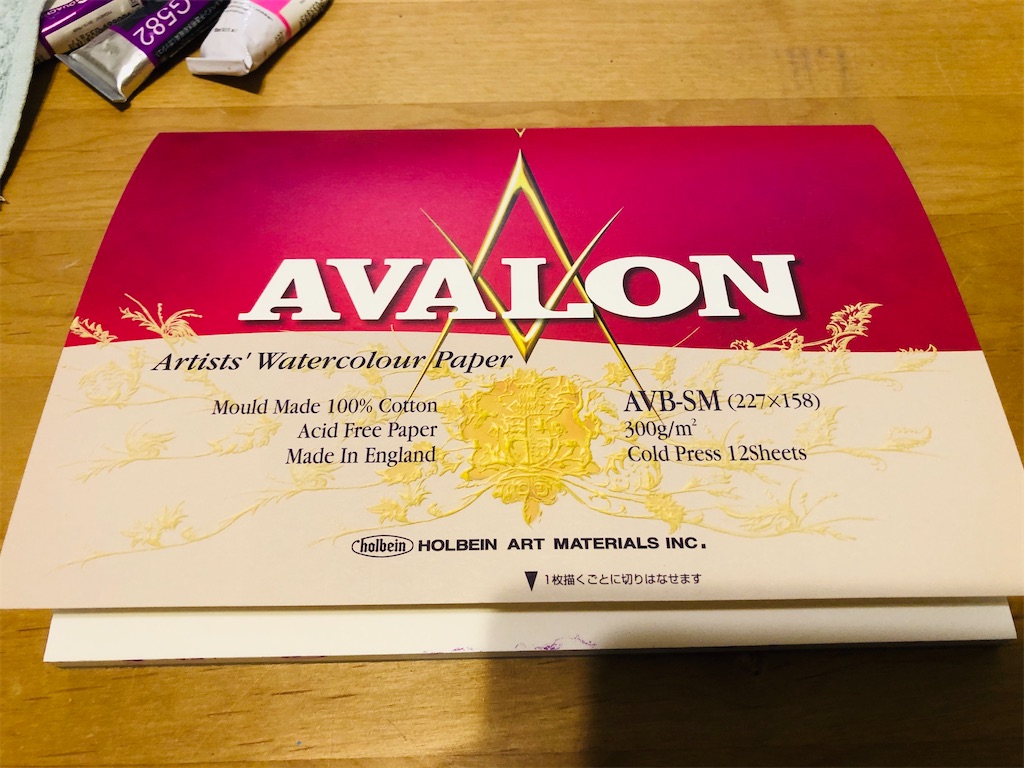 G582
AVALON
Artists' Watercolour Paper
Mould Made 100% Cotton
Acid Free Paper
Made In England
AVB-SM (227×158)
300g/m²
Cold Press 12Sheets
holbein HOLBEIN ART MATERIALS INC.
▼ 1枚描くごとに切りはなせます